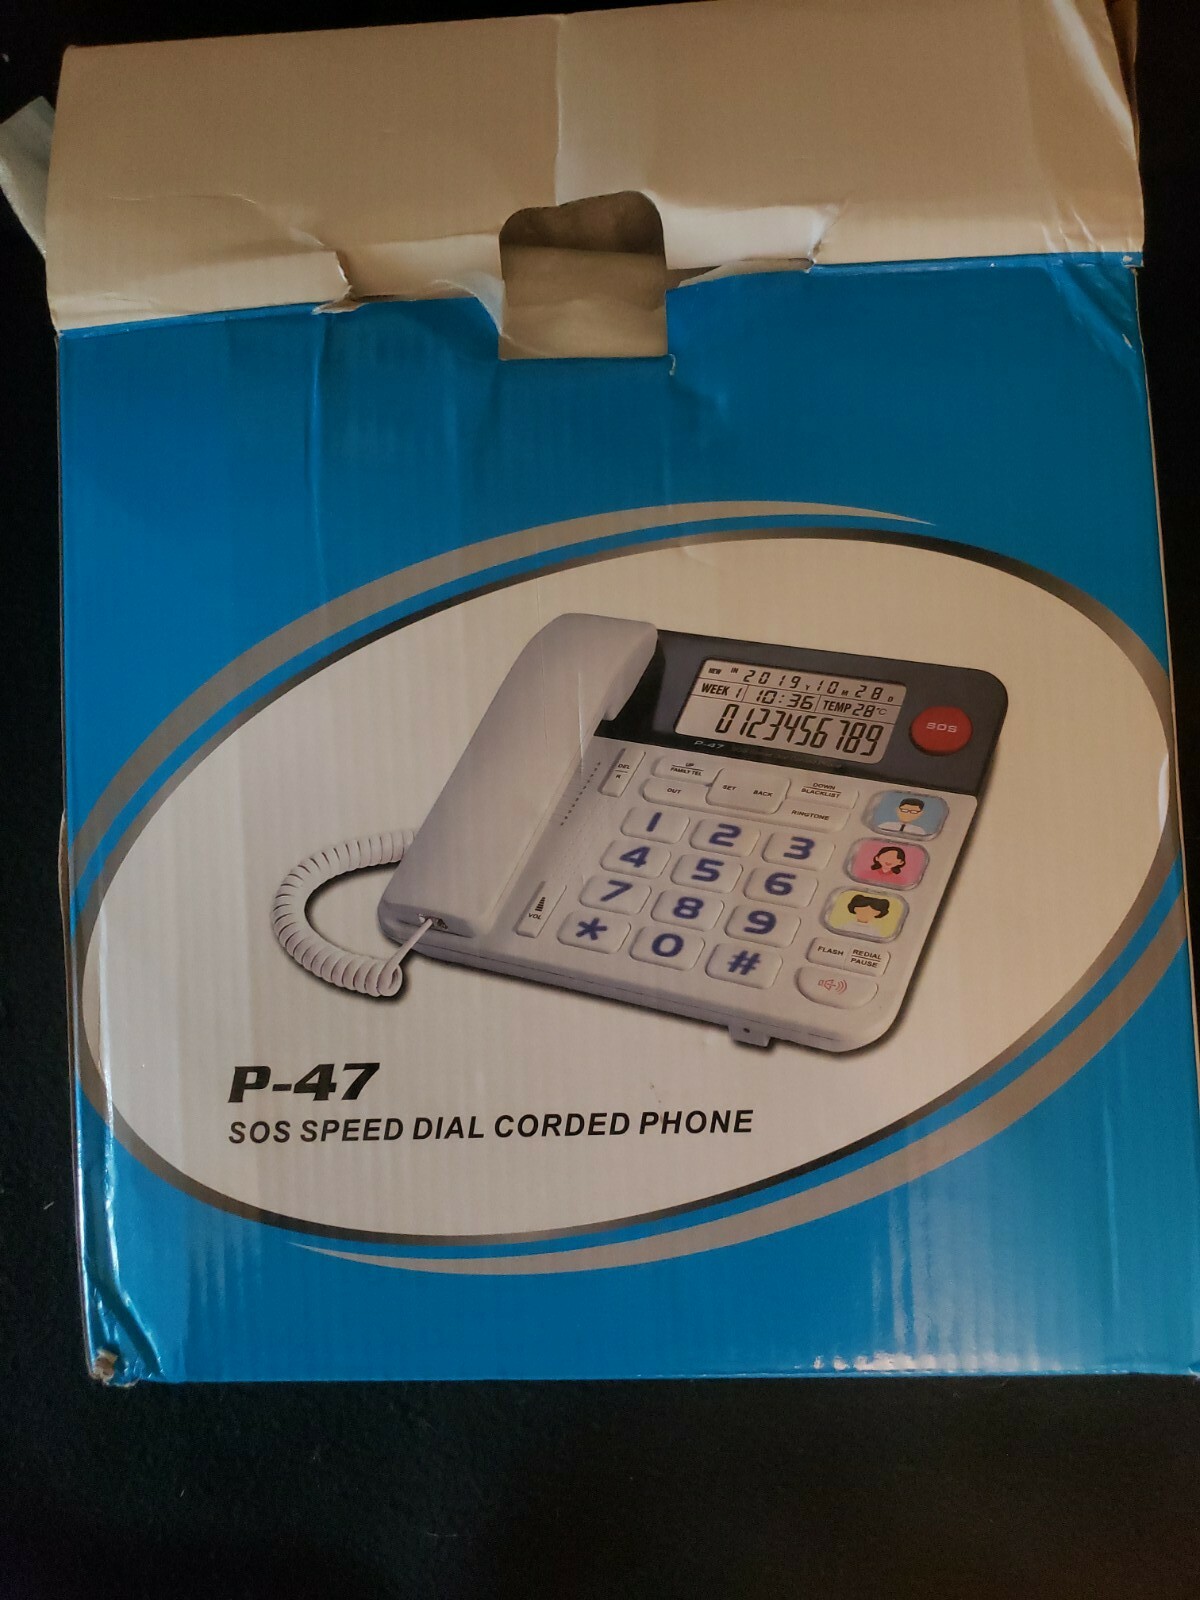 NEW IN 2019 Y 10 M 28 D
WEEK 1 10:36 TEMP 28°C
0123456789
SOS
P-47
DEL
UP
FAMILY TEL
OUT
SET
BACK
DOWN
BLACKLIST
RINGTONES
1 2 3
4 5 6
7 8 9
* 0 #
VOL
FLASH
REDIAL
PAUSE
P-47
SOS SPEED DIAL CORDED PHONE